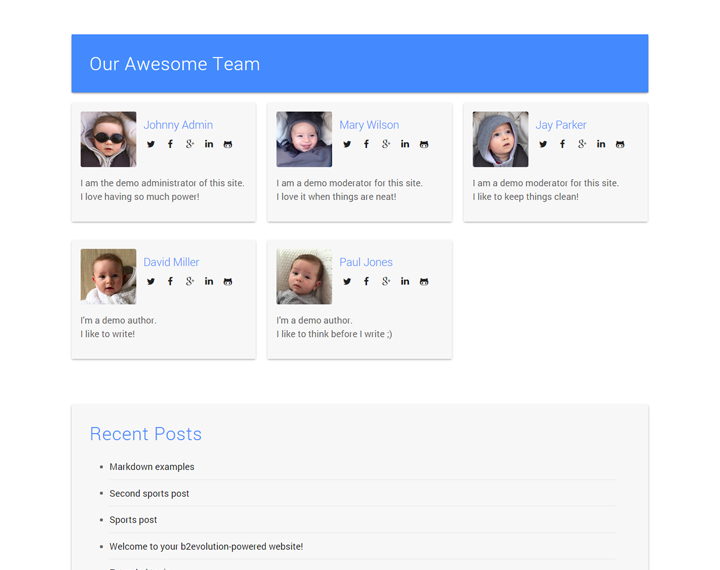 Our Awesome Team
Johnny Admin
I am the demo administrator of this site.
I love having so much power!
Mary Wilson
I am a demo moderator for this site.
I love it when things are neat!
Jay Parker
I am a demo moderator for this site.
I like to keep things clean!
David Miller
I'm a demo author.
I like to write!
Paul Jones
I'm a demo author.
I like to think before I write ;)
Recent Posts
Markdown examples
Second sports post
Sports post
Welcome to your b2evolution-powered website!